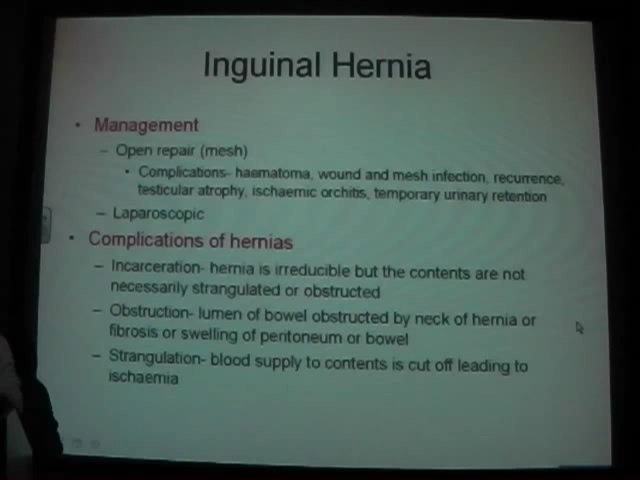 Inguinal Hernia
• Management
– Open repair (mesh)
• Complications- haematoma, wound and mesh infection, recurrence,
testicular atrophy, ischaemic orchitis, temporary urinary retention
– Laparoscopic
• Complications of hernias
– Incarceration- hernia is irreducible but the contents are not
necessarily strangulated or obstructed
– Obstruction- lumen of bowel obstructed by neck of hernia or
fibrosis or swelling of peritoneum or bowel
– Strangulation- blood supply to contents is cut off leading to
ischaemia